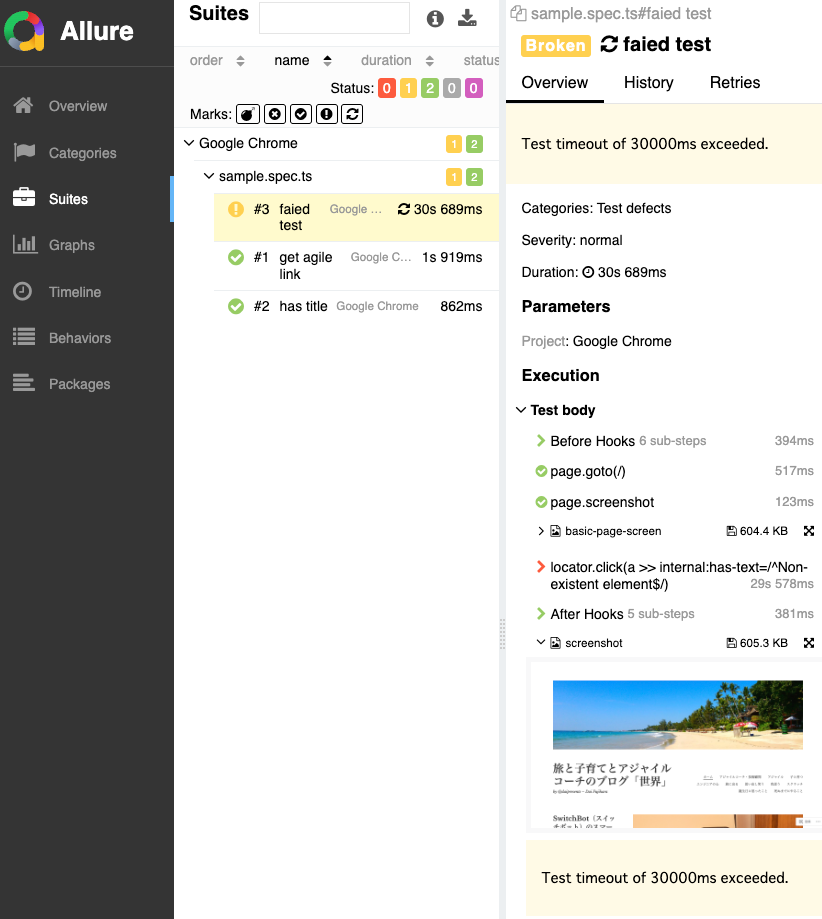 Allure
Overview
Categories
Suites
Graphs
Timeline
Behaviors
Packages
Suites
order name duration status
Status: 0 1 2 0 0
Marks:
Google Chrome 1 2
sample.spec.ts 1 2
#3 faied test Google ... 30s 689ms
#1 get agile link Google C... 1s 919ms
#2 has title Google Chrome 862ms
sample.spec.ts#faied test
Broken faied test
Overview History Retries
Test timeout of 30000ms exceeded.
Categories: Test defects
Severity: normal
Duration: 30s 689ms
Parameters
Project: Google Chrome
Execution
Test body
Before Hooks 6 sub-steps 394ms
page.goto(/) 517ms
page.screenshot 123ms
basic-page-screen 604.4 KB
locator.click(a >> internal:has-text=/^Non-
existent element$/) 29s 578ms
After Hooks 5 sub-steps 381ms
screenshot 605.3 KB
旅と子育てとアジャイル
コーチのブログ「世界」
SwitchBot（スイッ
チボット）のスマー
Test timeout of 30000ms exceeded.